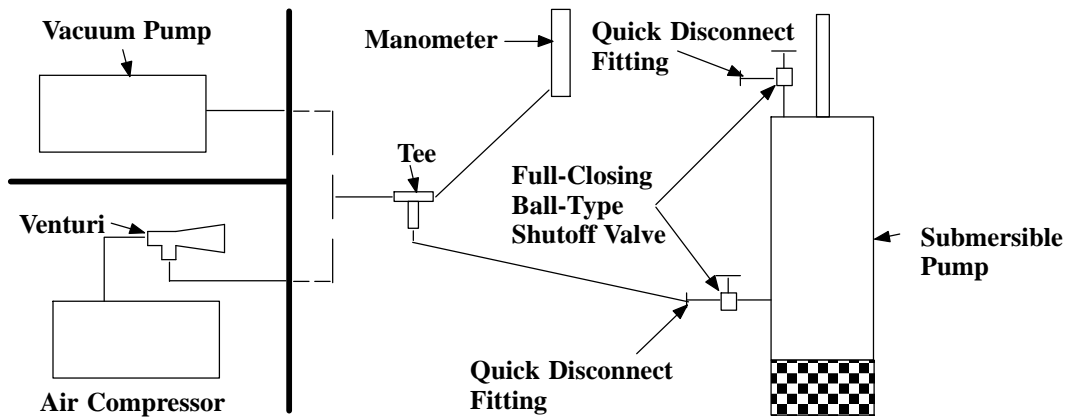 Vacuum Pump
Manometer
Quick Disconnect
Fitting
Tee
Full-Closing
Ball-Type
Shutoff Valve
Venturi
Submersible
Pump
Quick Disconnect
Fitting
Air Compressor